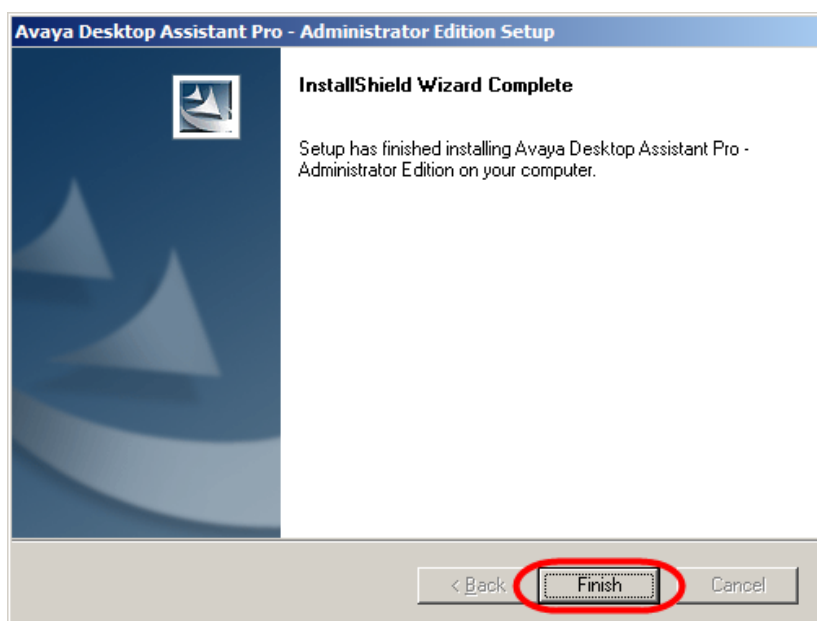 Avaya Desktop Assistant Pro - Administrator Edition Setup
InstallShield Wizard Complete
Setup has finished installing Avaya Desktop Assistant Pro -
Administrator Edition on your computer.
< Back
Finish
Cancel